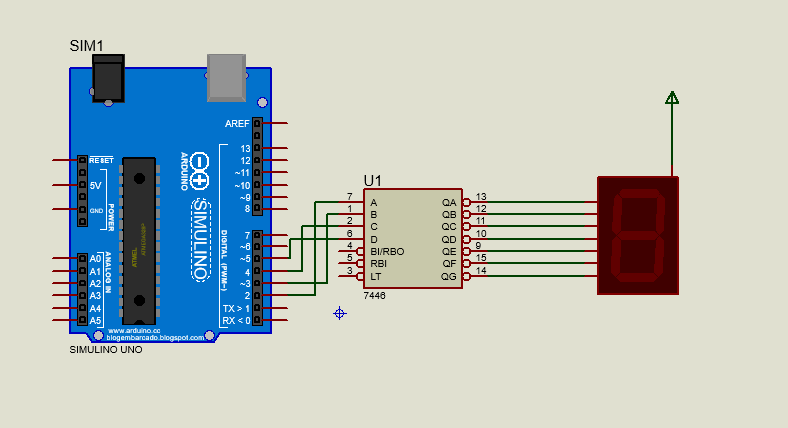 SIM1
AREF
13
12
~11
~10
~9
8
RESET
5V
GND
POWER
ARDUINO
SIMULINO
ATMEL
7
~6
~5
4
~3
2
TX > 1
RX < 0
DIGITAL (PWM~)
ANALOG IN
A0
A1
A2
A3
A4
A5
www.arduino.cc
blogembarcado.blogspot.com
SIMULINO UNO
U1
7 A QA 13
1 B QB 12
2 C QC 11
6 D QD 10
4 BI/RBO QE 9
5 RBI QF 15
3 LT QG 14
7446